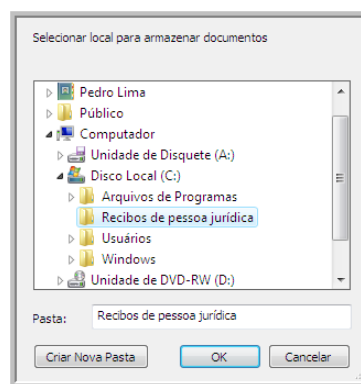 Selecionar local para armazenar documentos
Pedro Lima
Público
Computador
Unidade de Disquete (A:)
Disco Local (C:)
Arquivos de Programas
Recibos de pessoa jurídica
Usuários
Windows
Unidade de DVD-RW (D:)
Pasta: Recibos de pessoa jurídica
Criar Nova Pasta OK Cancelar